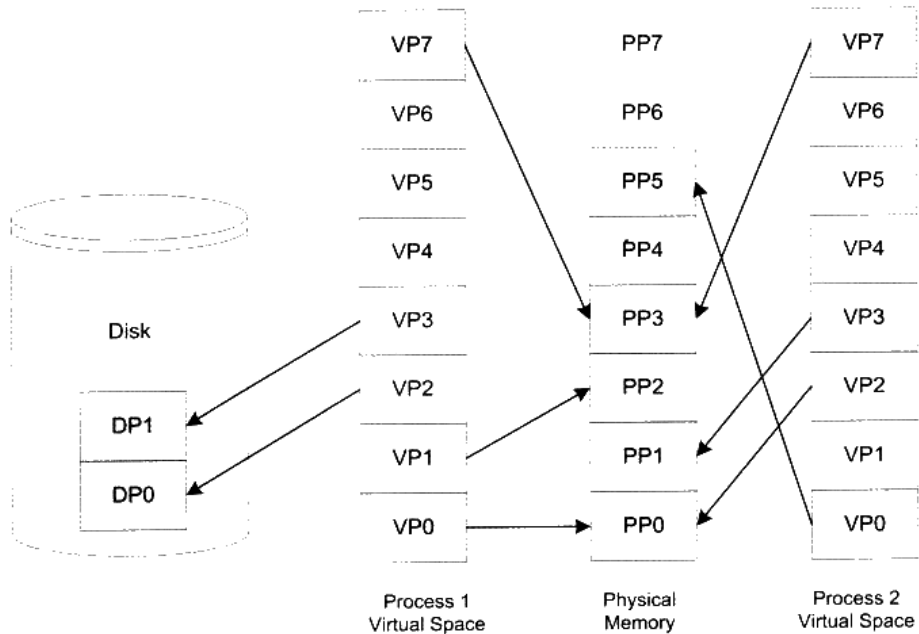 VP7 PP7 VP7
VP6 PP6 VP6
VP5 PP5 VP5
VP4 PP4 VP4
Disk VP3 PP3 VP3
VP2 PP2 VP2
DP1
VP1 PP1 VP1
DP0
VP0 PP0 VP0
Process 1 Physical Process 2
Virtual Space Memory Virtual Space